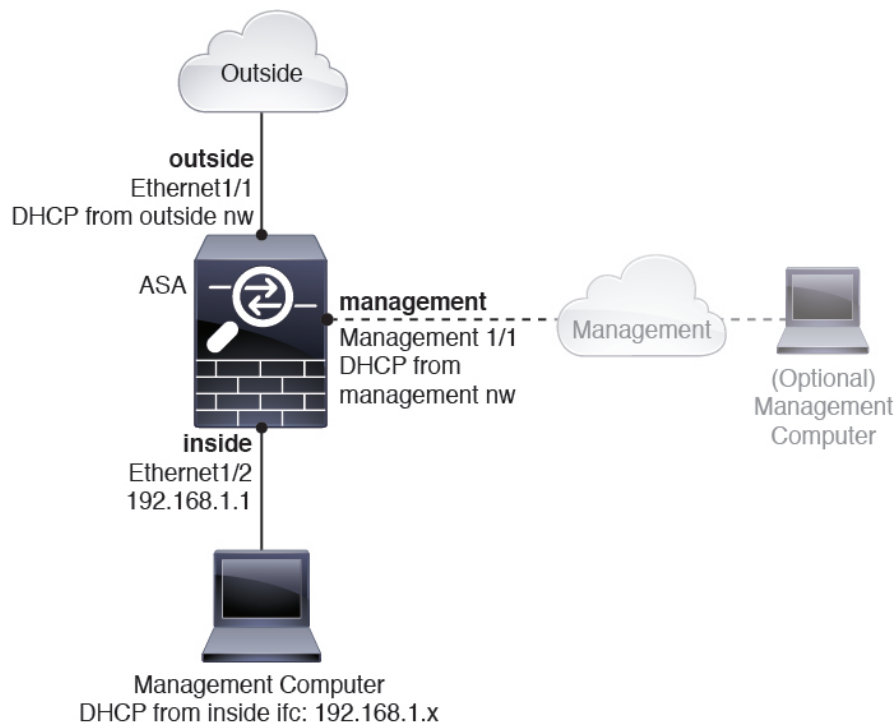 Outside
outside
Ethernet1/1
DHCP from outside nw
ASA
management
Management 1/1
DHCP from
management nw
Management
(Optional)
Management
Computer
inside
Ethernet1/2
192.168.1.1
Management Computer
DHCP from inside ifc: 192.168.1.x